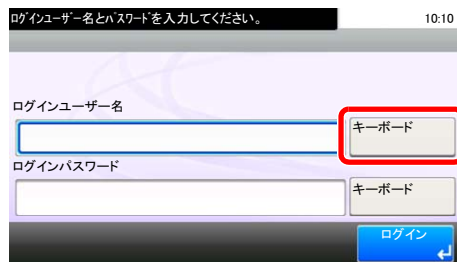 ﾛｸﾞｲﾝﾕｰｻﾞｰ名とﾊﾟｽﾜｰﾄﾞを入力してください。 10:10
ログインユーザー名
キーボード
ログインパスワード
キーボード
ログイン